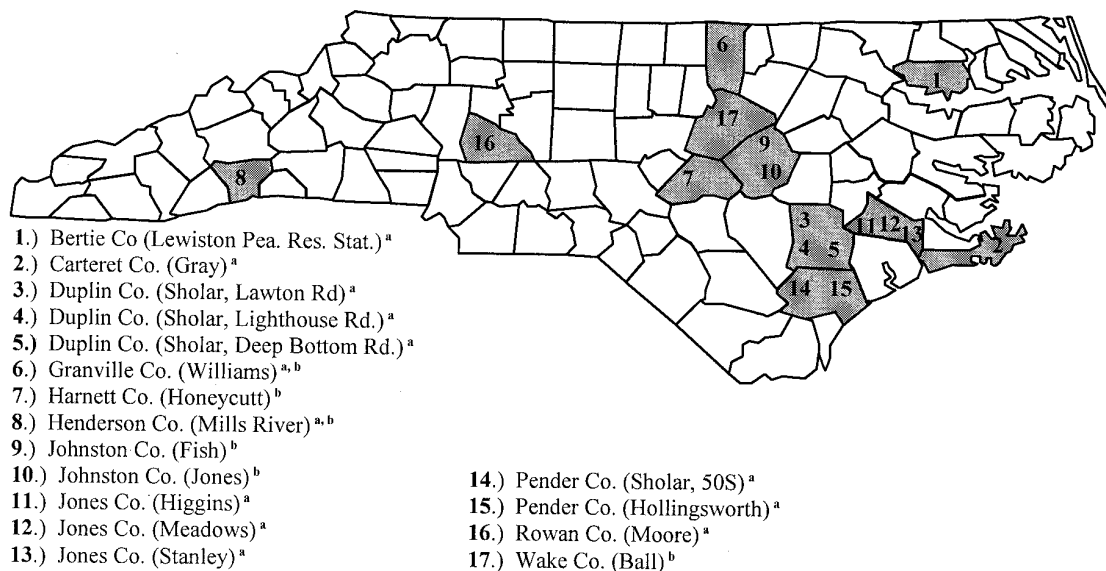 6
1
17
16
9
8
7
10
3
11 12
13
2
4
5
14
15
1.) Bertie Co (Lewiston Pea. Res. Stat.) ᵃ
2.) Carteret Co. (Gray) ᵃ
3.) Duplin Co. (Sholar, Lawton Rd) ᵃ
4.) Duplin Co. (Sholar, Lighthouse Rd.) ᵃ
5.) Duplin Co. (Sholar, Deep Bottom Rd.) ᵃ
6.) Granville Co. (Williams) ᵃ, ᵇ
7.) Harnett Co. (Honeycutt) ᵇ
8.) Henderson Co. (Mills River) ᵃ, ᵇ
9.) Johnston Co. (Fish) ᵇ
10.) Johnston Co. (Jones) ᵇ
11.) Jones Co. (Higgins) ᵃ
12.) Jones Co. (Meadows) ᵃ
13.) Jones Co. (Stanley) ᵃ
14.) Pender Co. (Sholar, 50S) ᵃ
15.) Pender Co. (Hollingsworth) ᵃ
16.) Rowan Co. (Moore) ᵃ
17.) Wake Co. (Ball) ᵇ